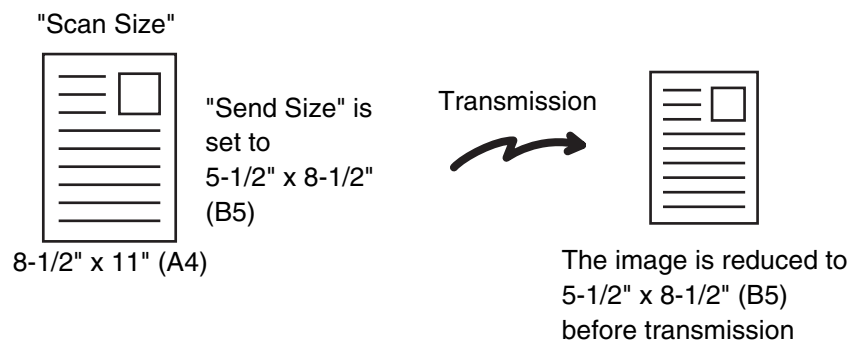 "Scan Size"
"Send Size" is
set to
5-1/2" x 8-1/2"
(B5)
8-1/2" x 11" (A4)
Transmission
The image is reduced to
5-1/2" x 8-1/2" (B5)
before transmission